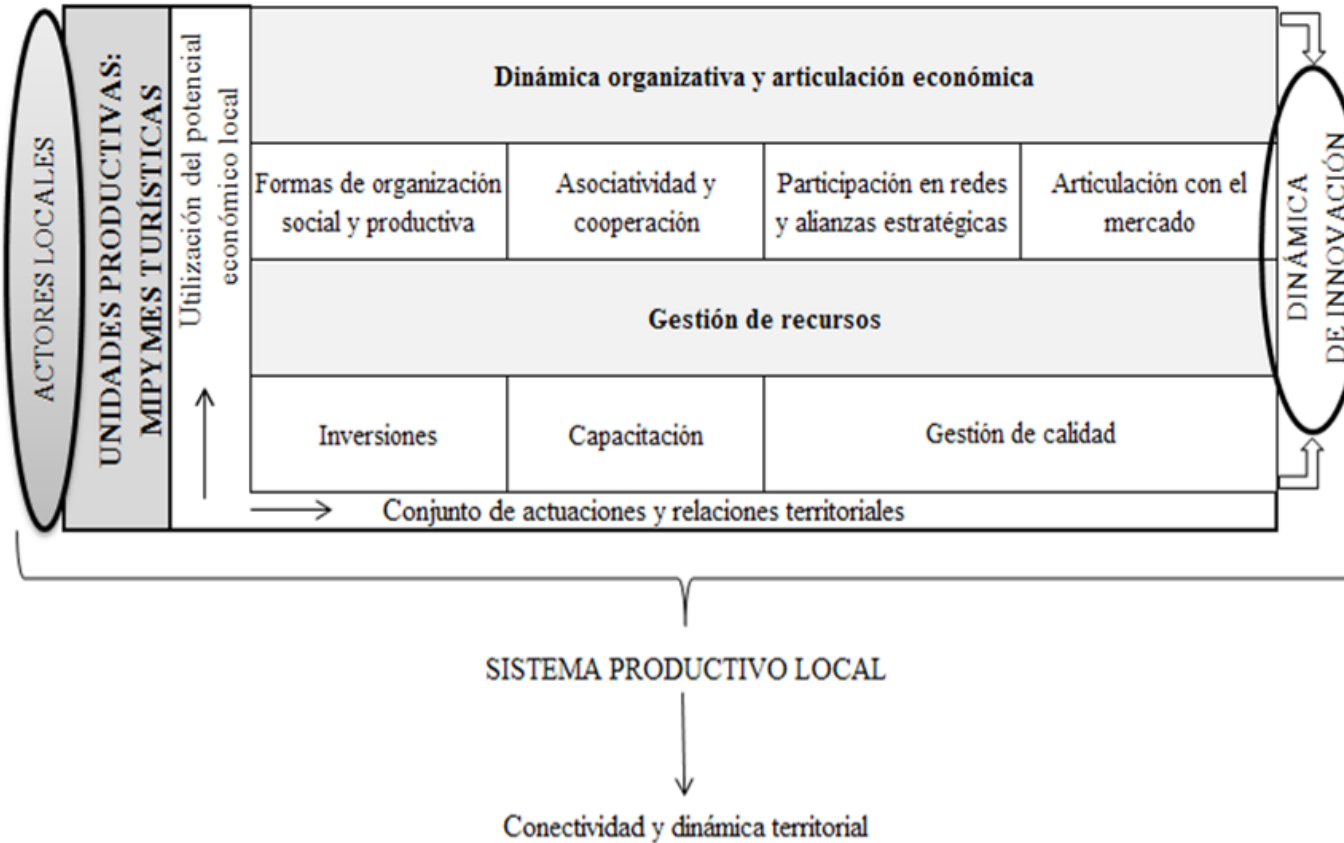 ACTORES LOCALES
UNIDADES PRODUCTIVAS:
MIPYMES TURÍSTICAS
Utilización del potencial
económico local
Dinámica organizativa y articulación económica
Formas de organización
social y productiva
Asociatividad y
cooperación
Participación en redes
y alianzas estratégicas
Articulación con el
mercado
Gestión de recursos
Inversiones
Capacitación
Gestión de calidad
Conjunto de actuaciones y relaciones territoriales
DINÁMICA
DE INNOVACIÓN
SISTEMA PRODUCTIVO LOCAL
Conectividad y dinámica territorial